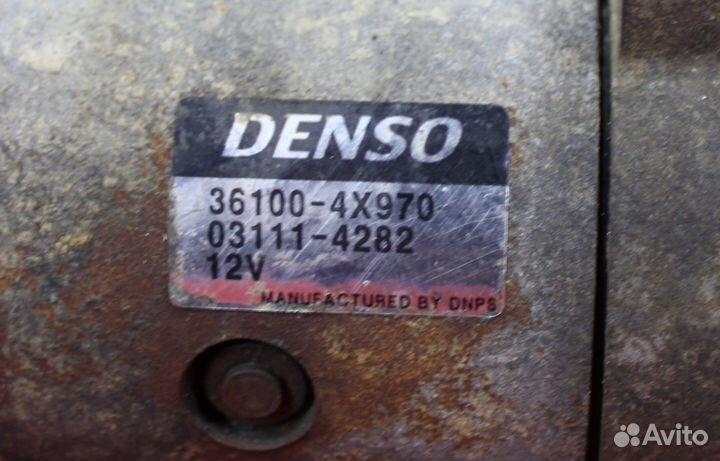 DENSO
36100-4X970
03111-4282
12V
MANUFACTURED BY DNPS
Avito